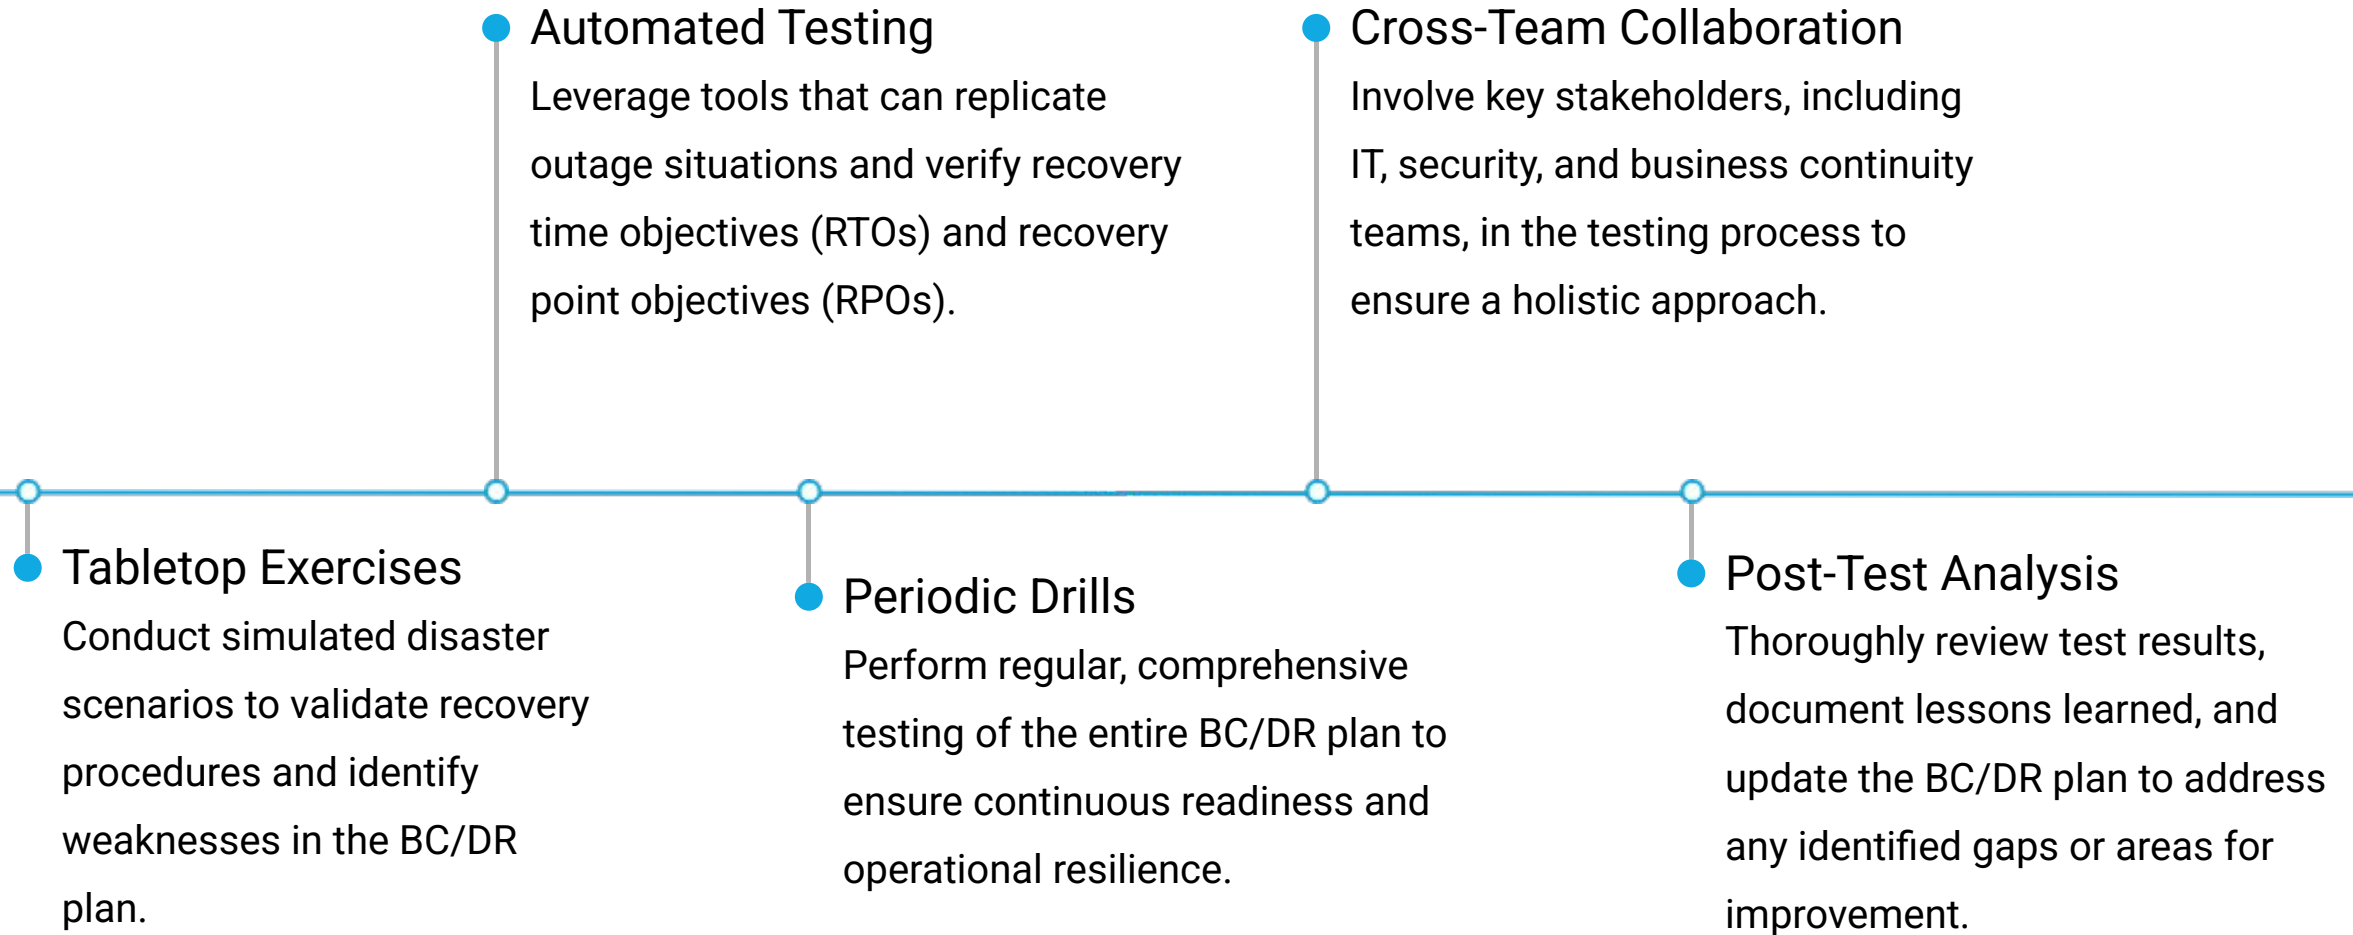 Automated Testing
Leverage tools that can replicate
outage situations and verify recovery
time objectives (RTOs) and recovery
point objectives (RPOs).
Cross-Team Collaboration
Involve key stakeholders, including
IT, security, and business continuity
teams, in the testing process to
ensure a holistic approach.
Tabletop Exercises
Conduct simulated disaster
scenarios to validate recovery
procedures and identify
weaknesses in the BC/DR
plan.
Periodic Drills
Perform regular, comprehensive
testing of the entire BC/DR plan to
ensure continuous readiness and
operational resilience.
Post-Test Analysis
Thoroughly review test results,
document lessons learned, and
update the BC/DR plan to address
any identified gaps or areas for
improvement.